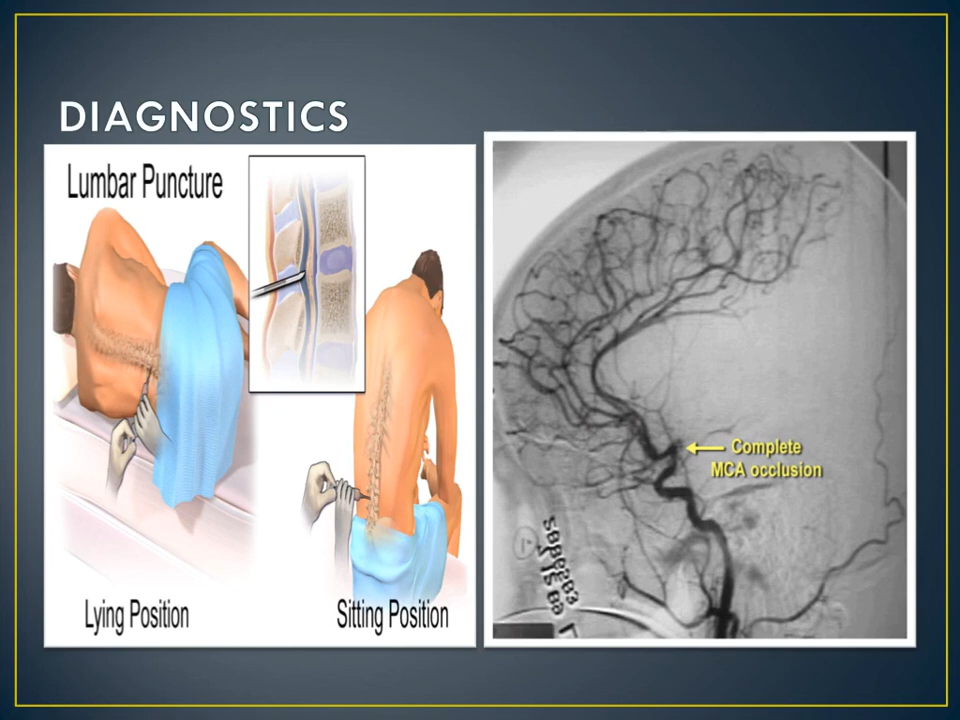 DIAGNOSTICS
Lumbar Puncture
Lying Position
Sitting Position
Complete
MCA occlusion